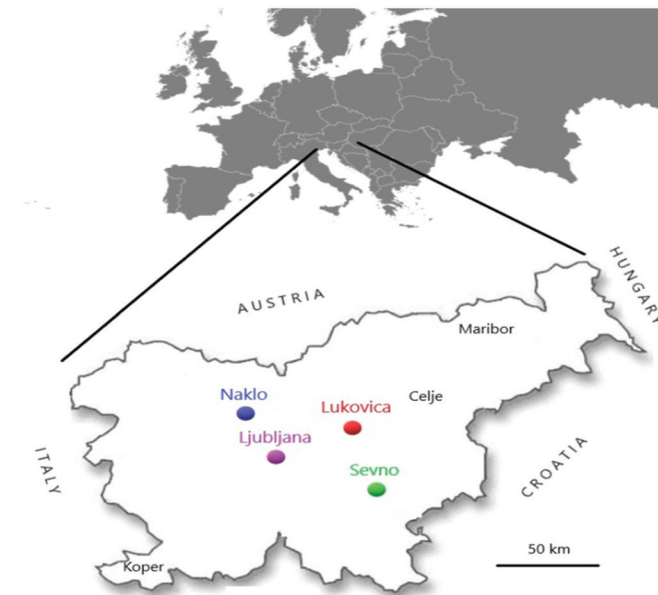 AUSTRIA
HUNGARY
Maribor
Naklo
Celje
Lukovica
Ljubljana
ITALY
CROATIA
Sevno
50 km
Koper